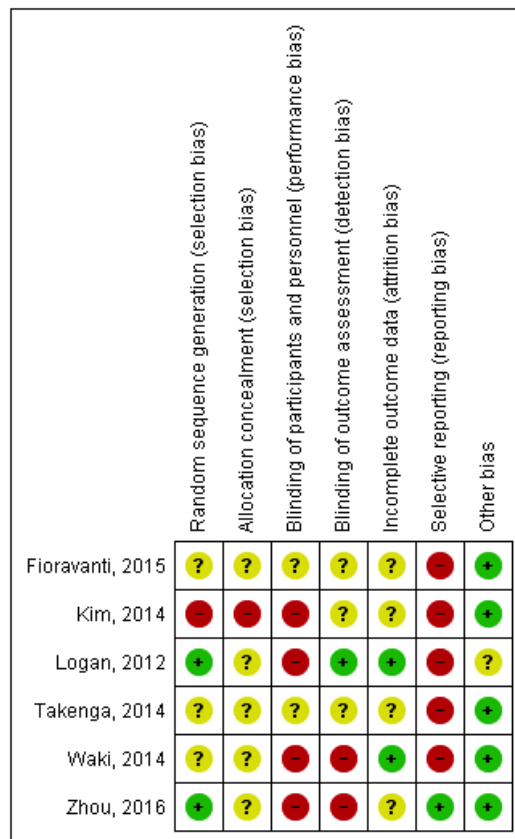 Random sequence generation (selection bias)
Allocation concealment (selection bias)
Blinding of participants and personnel (performance bias)
Blinding of outcome assessment (detection bias)
Incomplete outcome data (attrition bias)
Selective reporting (reporting bias)
Other bias
Fioravanti, 2015 ? ? ? ? ? - +
Kim, 2014 - - - ? ? - +
Logan, 2012 + ? - + + - ?
Takenga, 2014 ? ? ? ? ? - +
Waki, 2014 ? ? - - + - +
Zhou, 2016 + ? - - ? + +